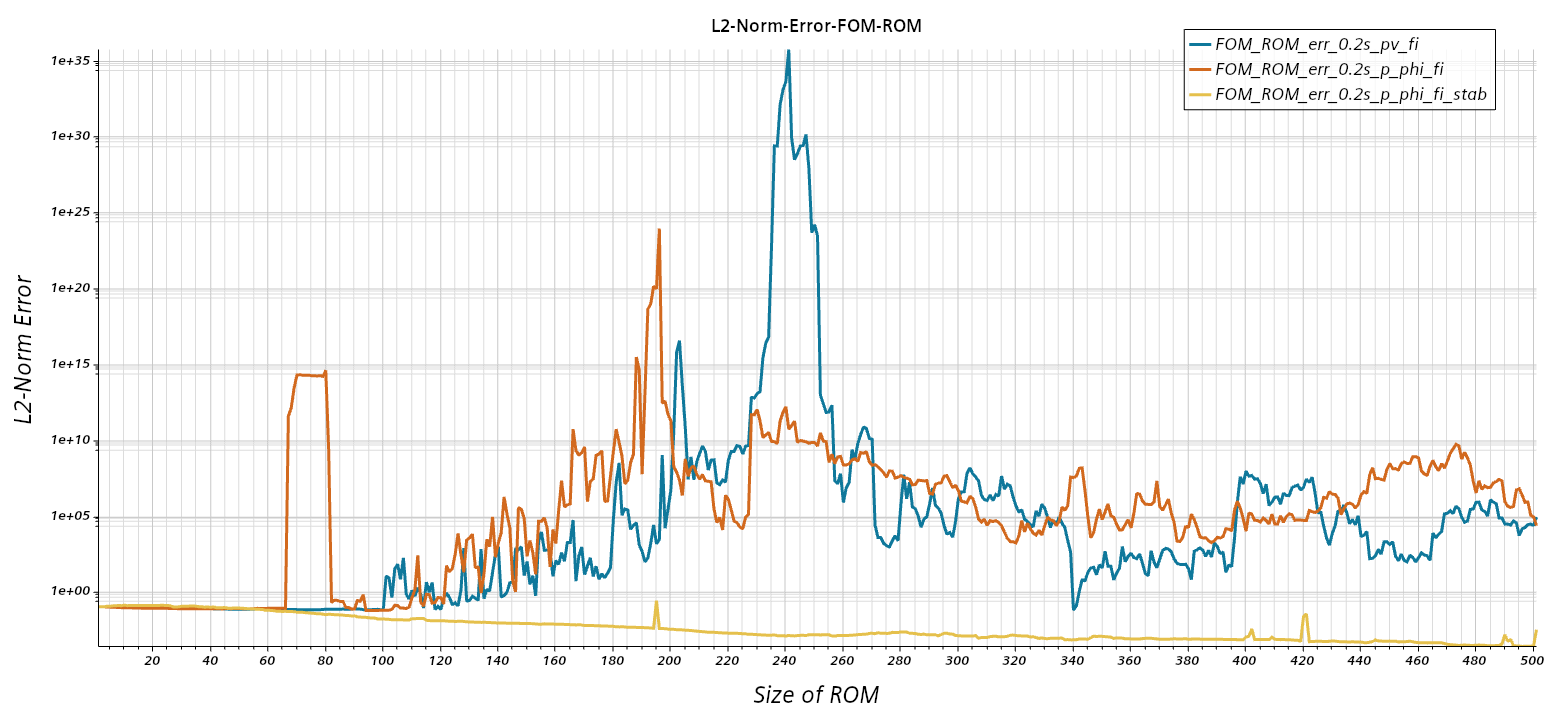 L2-Norm-Error-FOM-ROM
FOM_ROM_err_0.2s_pv_fi
FOM_ROM_err_0.2s_p_phi_fi
FOM_ROM_err_0.2s_p_phi_fi_stab
L2-Norm Error
1e+35
1e+30
1e+25
1e+20
1e+15
1e+10
1e+05
1e+00
20 40 60 80 100 120 140 160 180 200 220 240 260 280 300 320 340 360 380 400 420 440 460 480 500
Size of ROM